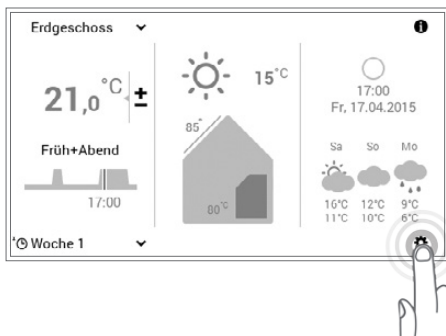 Erdgeschoss
21,0 °C ±
Früh+Abend
17:00
Woche 1
15°C
85°
80°C
17:00
Fr, 17.04.2015
Sa So Mo
16°C 12°C 9°C
11°C 10°C 6°C